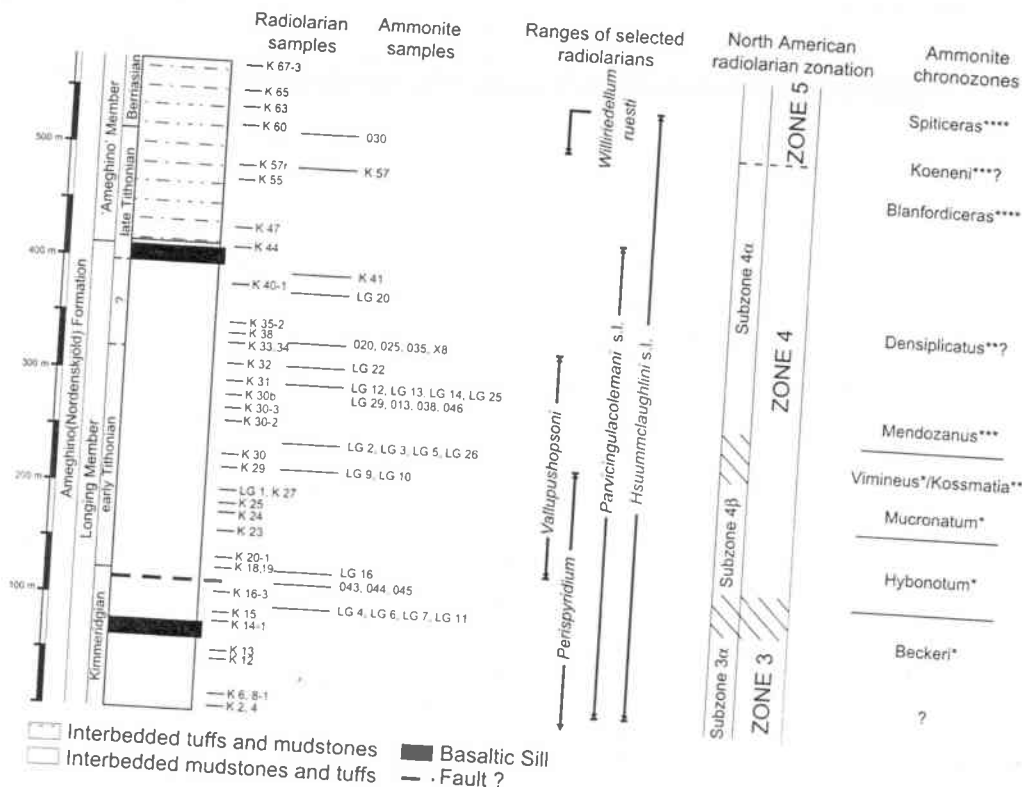 Radiolarian samples
Ammonite samples
Ranges of selected radiolarians
North American radiolarian zonation
Ammonite chronozones
Ameghino(Nordenskjöld) Formation
Longing Member
'Ameghino' Member
Kimmeridgian
early Tithonian
?
late Tithonian
Berriasian
500 m
400 m
300 m
200 m
100 m
K 67-3
K 65
K 63
K 60
030
K 57r
K 57
K 55
K 47
K 44
K 41
K 40-1
LG 20
K 35-2
K 38
K 33,34
020, 025, 035, X8
K 32
LG 22
K 31
LG 12, LG 13, LG 14, LG 25
K 30b
LG 29, 013, 038, 046
K 30-3
K 30-2
LG 2, LG 3, LG 5, LG 26
K 30
K 29
LG 9, LG 10
LG 1, K 27
K 25
K 24
K 23
K 20-1
K 18,19
LG 16
043, 044, 045
K 16-3
LG 4, LG 6, LG 7, LG 11
K 15
K 14-1
K 13
K 12
K 6, 8-1
K 2, 4
Perispyridium
Vallupushopsoni
Parvicingulacolemani s.l.
Williriedellum ruesti
Hsuummclaughlini s.l.
Subzone 3α
Subzone 4β
Subzone 4α
ZONE 3
ZONE 4
ZONE 5
Spiticeras****
Koeneni***?
Blanfordiceras****
Densiplicatus**?
Mendozanus***
Vimineus*/Kossmatia**
Mucronatum*
Hybonotum*
Beckeri*
?
Interbedded tuffs and mudstones
Basaltic Sill
Interbedded mudstones and tuffs
Fault ?